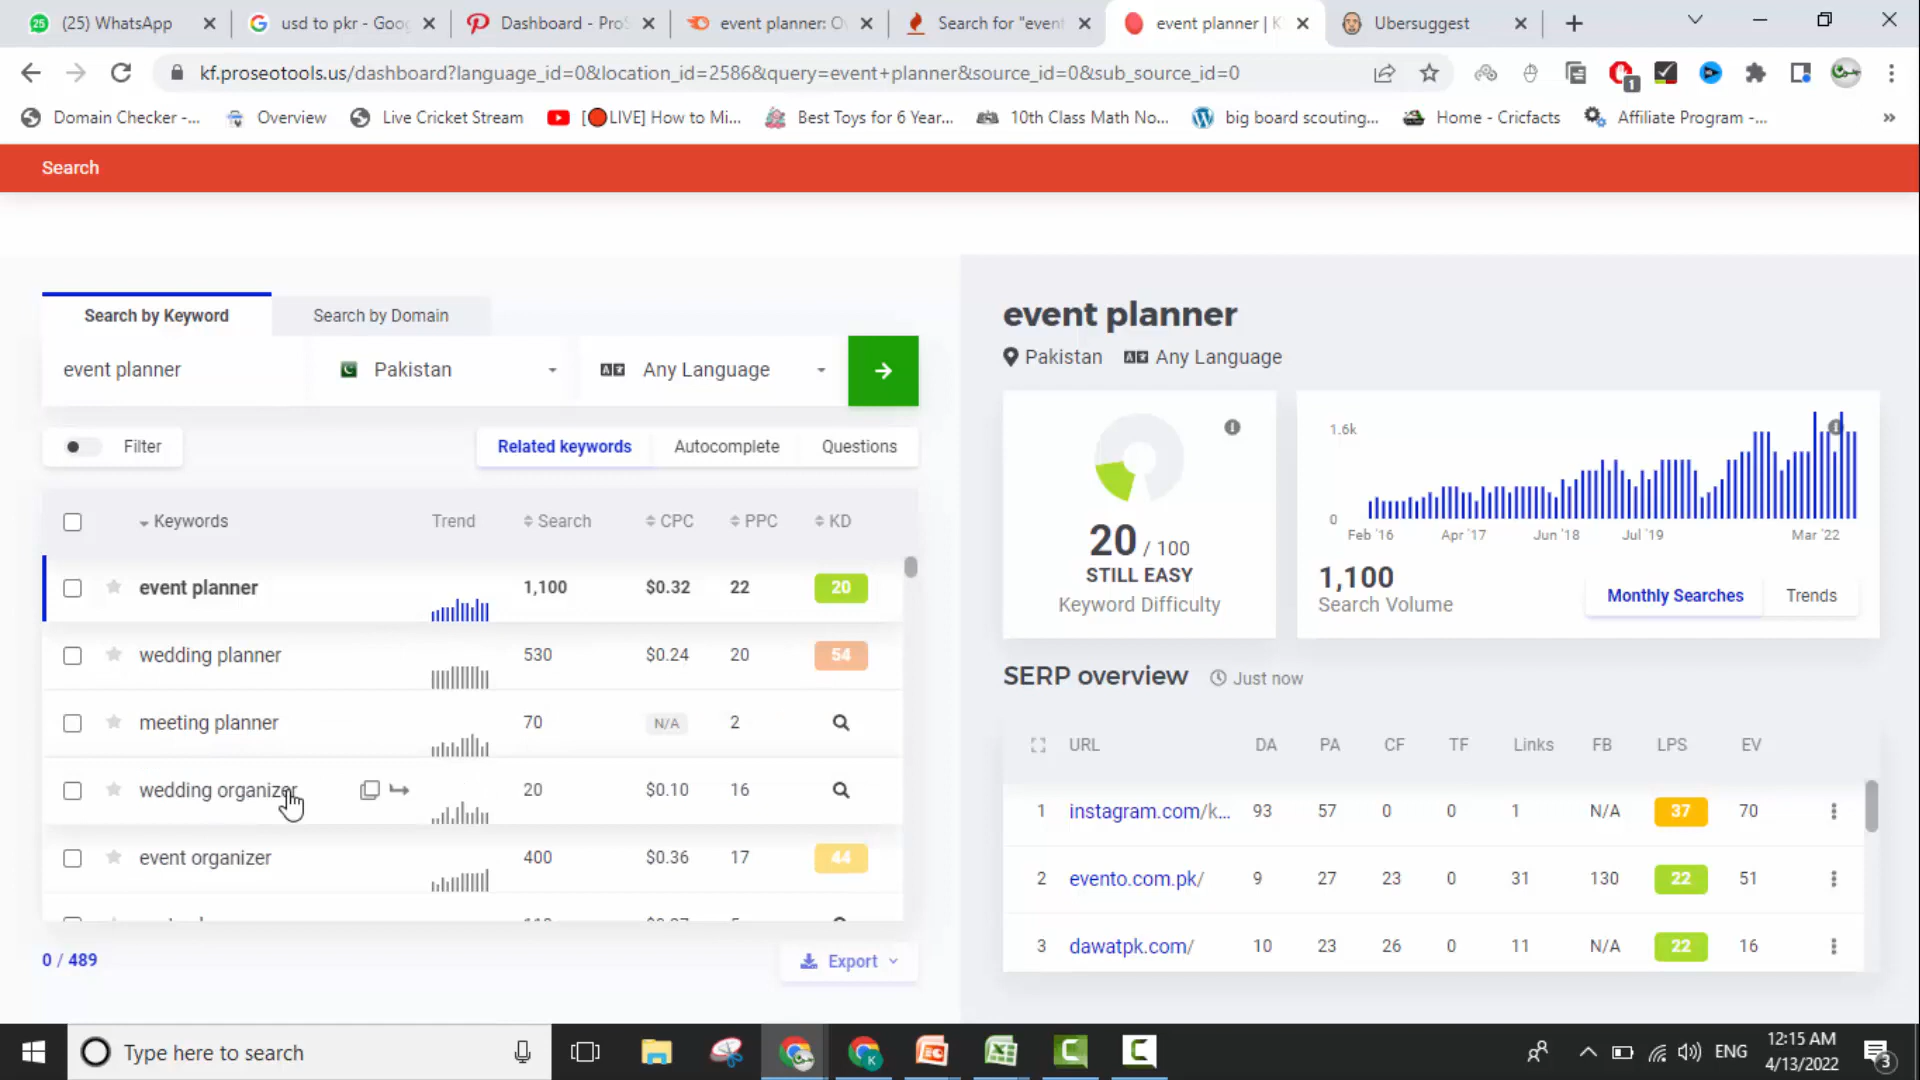 (25) WhatsApp
usd to pkr - Goog
Dashboard - ProS
event planner: O
Search for "event
event planner | K
Ubersuggest
kf.proseotools.us/dashboard?language_id=0&location_id=2586&query=event+planner&source_id=0&sub_source_id=0
1
Domain Checker -...
Overview
Live Cricket Stream
[🔴LIVE] How to Mi...
Best Toys for 6 Year...
10th Class Math No...
big board scouting...
Home - Cricfacts
Affiliate Program -...
Search
Search by Keyword
Search by Domain
event planner
Pakistan
Any Language
Filter
Related keywords
Autocomplete
Questions
Keywords Trend Search CPC PPC KD
event planner 1,100 $0.32 22 20
wedding planner 530 $0.24 20 54
meeting planner 70 N/A 2
wedding organizer 20 $0.10 16
event organizer 400 $0.36 17 44
0 / 489
Export
event planner
Pakistan Any Language
20 / 100
STILL EASY
Keyword Difficulty
1.6k
0
Feb '16 Apr '17 Jun '18 Jul '19 Mar '22
1,100
Search Volume
Monthly Searches
Trends
SERP overview
Just now
URL DA PA CF TF Links FB LPS EV
1 instagram.com/k... 93 57 0 0 1 N/A 37 70
2 evento.com.pk/ 9 27 23 0 31 130 22 51
3 dawatpk.com/ 10 23 26 0 11 N/A 22 16
Type here to search
ENG
12:15 AM
4/13/2022
3